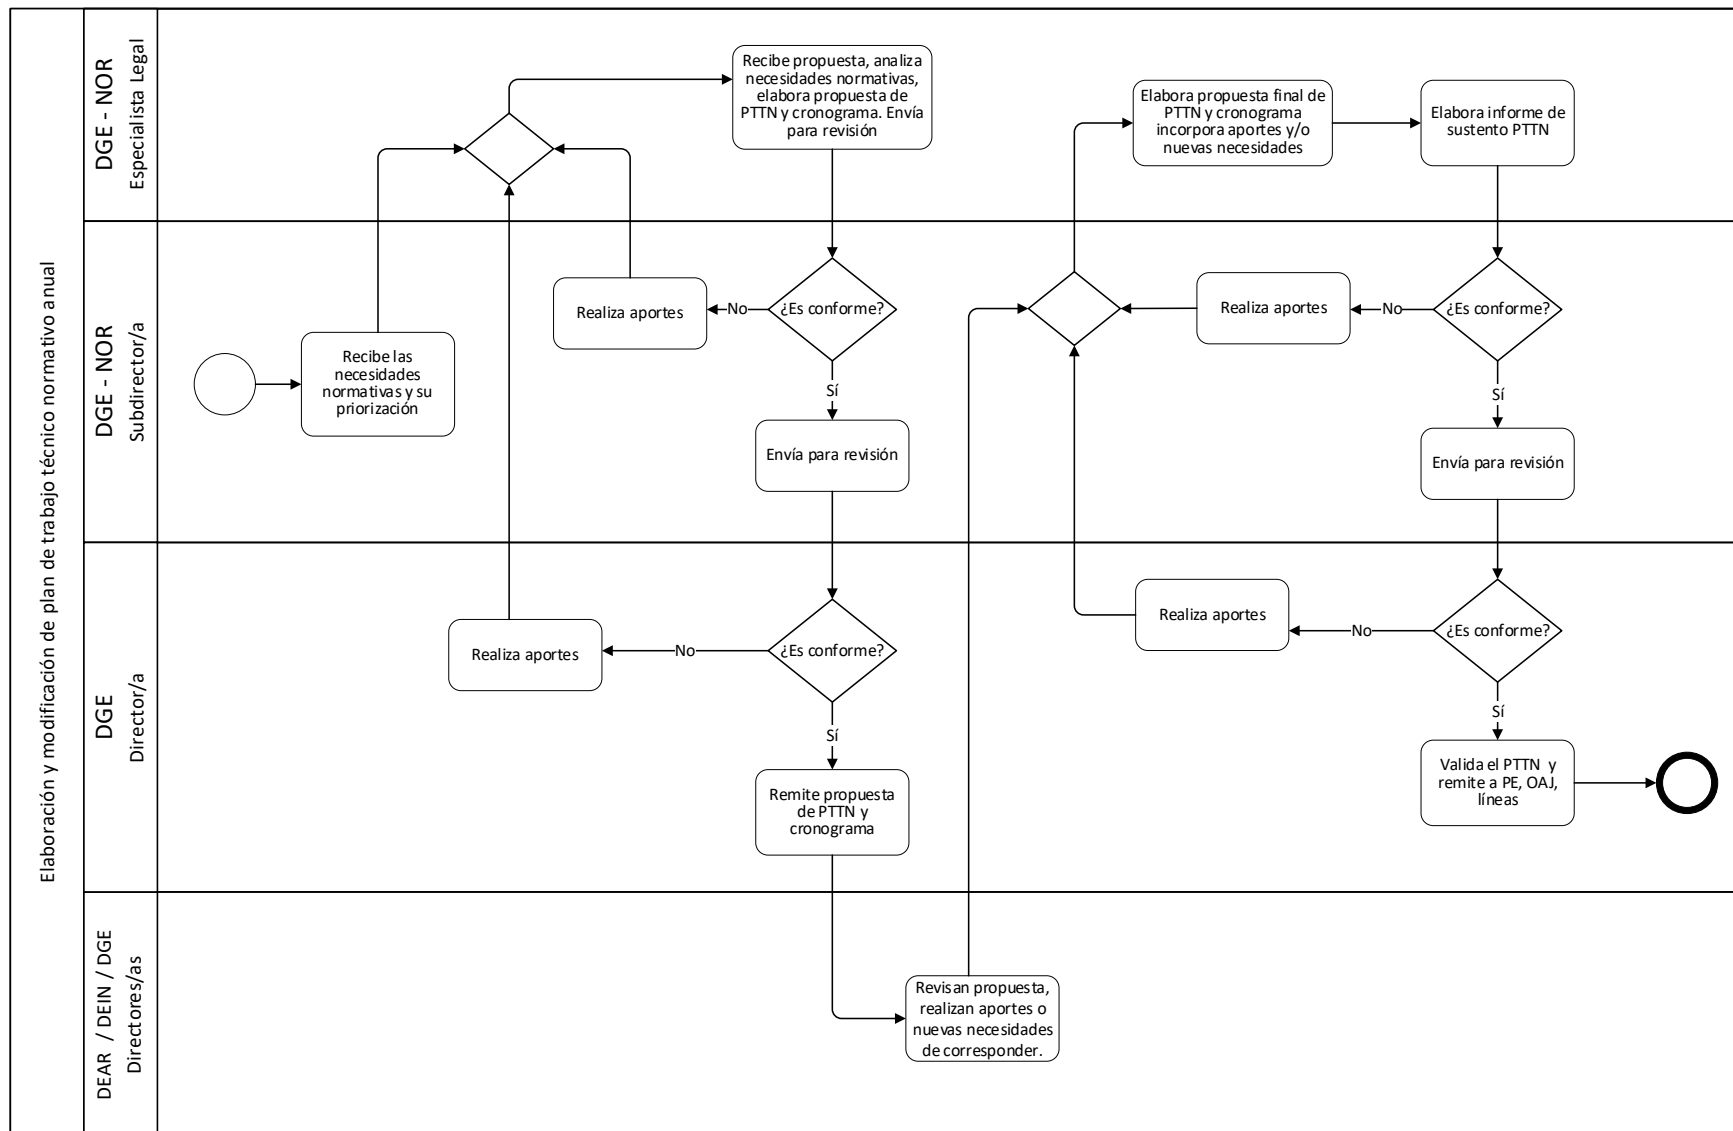 Elaboración y modificación de plan de trabajo técnico normativo anual
DGE - NOR
Especialista Legal
Recibe propuesta, analiza
necesidades normativas,
elabora propuesta de
PTTN y cronograma. Envía
para revisión
Elabora propuesta final de
PTTN y cronograma
incorpora aportes y/o
nuevas necesidades
Elabora informe de
sustento PTTN
DGE - NOR
Subdirector/a
Recibe las
necesidades
normativas y su
priorización
Realiza aportes
No
¿Es conforme?
Sí
Envía para revisión
Realiza aportes
No
¿Es conforme?
Sí
Envía para revisión
DGE
Director/a
Realiza aportes
No
¿Es conforme?
Sí
Remite propuesta
de PTTN y
cronograma
Realiza aportes
No
¿Es conforme?
Sí
Valida el PTTN y
remite a PE, OAJ,
líneas
DEAR / DEIN / DGE
Directores/as
Revisan propuesta,
realizan aportes o
nuevas necesidades
de corresponder.